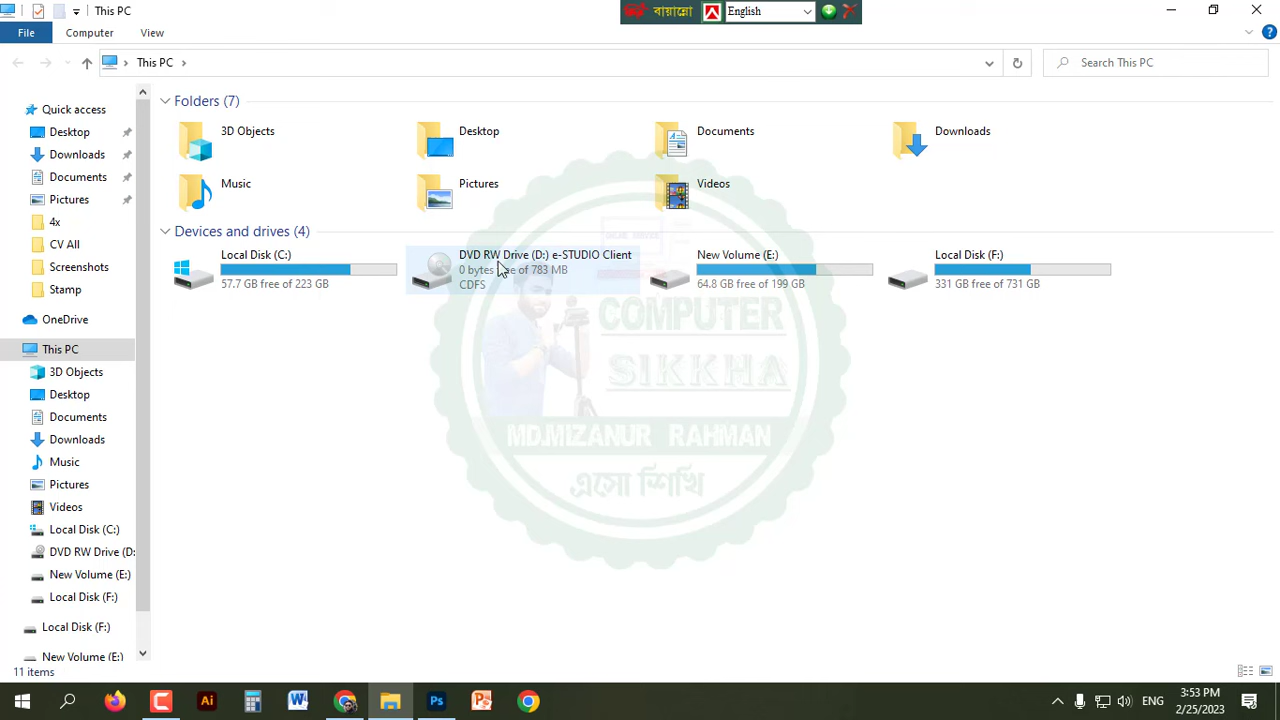 This PC
বায়ান্নো
English
File
Computer
View
This PC
Search This PC
Quick access
Desktop
Downloads
Documents
Pictures
4x
CV All
Screenshots
Stamp
OneDrive
This PC
3D Objects
Desktop
Documents
Downloads
Music
Pictures
Videos
Local Disk (C:)
DVD RW Drive (D:
New Volume (E:)
Local Disk (F:)
Local Disk (F:)
New Volume (E:)
Folders (7)
3D Objects
Desktop
Documents
Downloads
Music
Pictures
Videos
Devices and drives (4)
Local Disk (C:)
57.7 GB free of 223 GB
DVD RW Drive (D:) e-STUDIO Client
0 bytes free of 783 MB
CDFS
New Volume (E:)
64.8 GB free of 199 GB
Local Disk (F:)
331 GB free of 731 GB
COMPUTER
SIKKHA
MD.MIZANUR RAHMAN
এসো শিখি
11 items
ENG
3:53 PM
2/25/2023